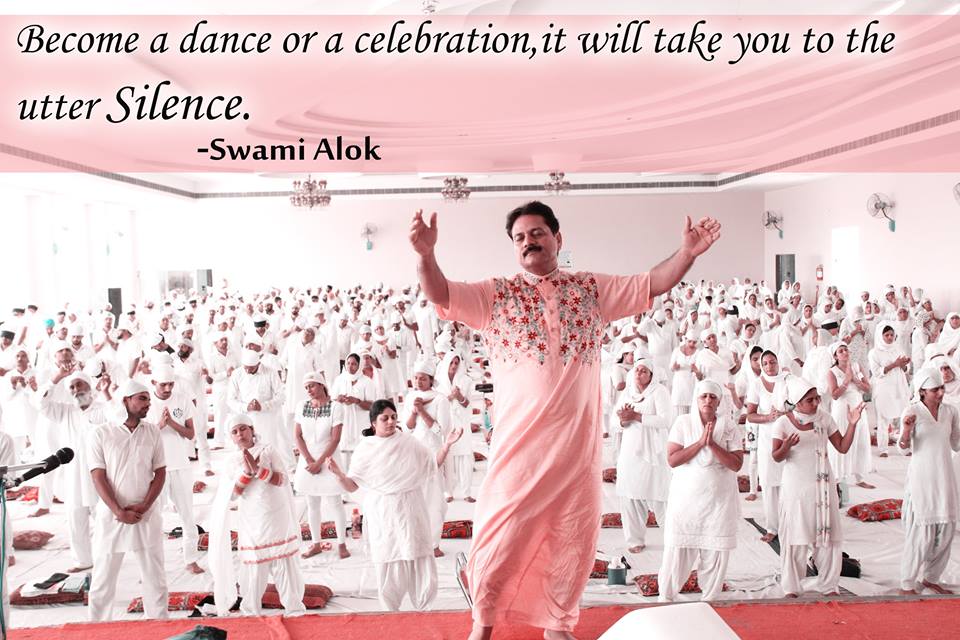 Become a dance or a celebration,it will take you to the
utter Silence.
-Swami Alok